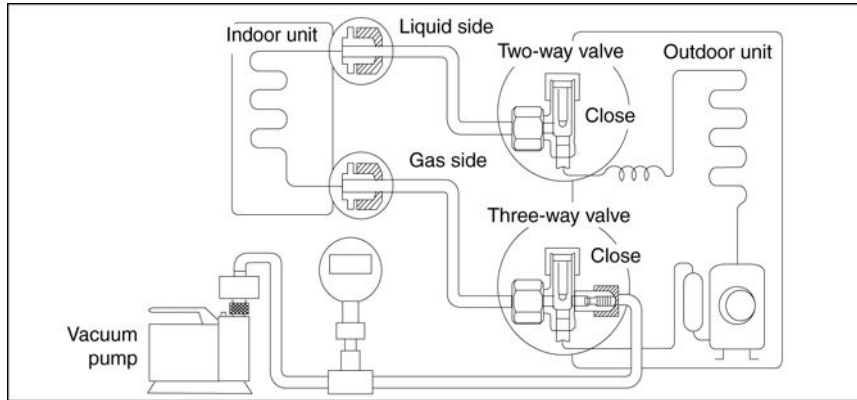 Indoor unit
Liquid side
Two-way valve
Outdoor unit
Close
Gas side
Three-way valve
Close
Vacuum
pump